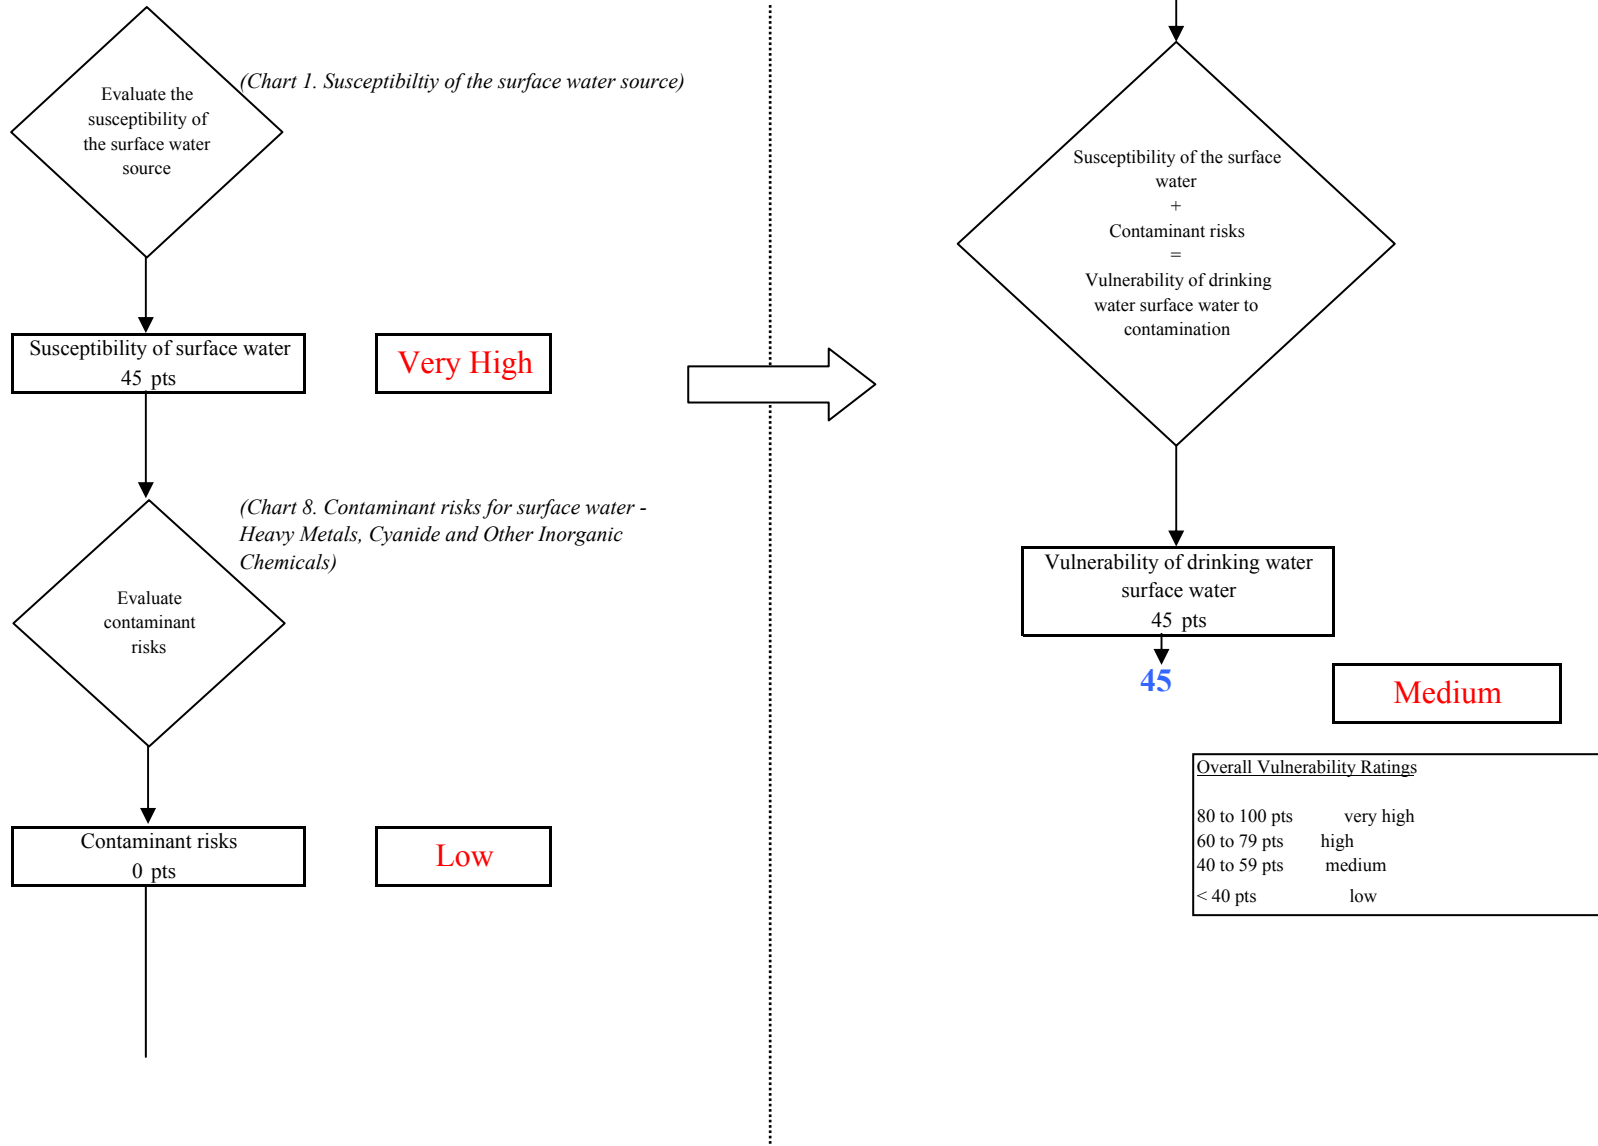 Evaluate the
susceptibility of
the surface water
source
(Chart 1. Susceptibiltiy of the surface water source)
Susceptibility of surface water
45 pts
Very High
(Chart 8. Contaminant risks for surface water -
Heavy Metals, Cyanide and Other Inorganic
Chemicals)
Evaluate
contaminant
risks
Contaminant risks
0 pts
Low
Susceptibility of the surface
water
+
Contaminant risks
=
Vulnerability of drinking
water surface water to
contamination
Vulnerability of drinking water
surface water
45 pts
45
Medium
Overall Vulnerability Ratings
80 to 100 pts very high
60 to 79 pts high
40 to 59 pts medium
< 40 pts low